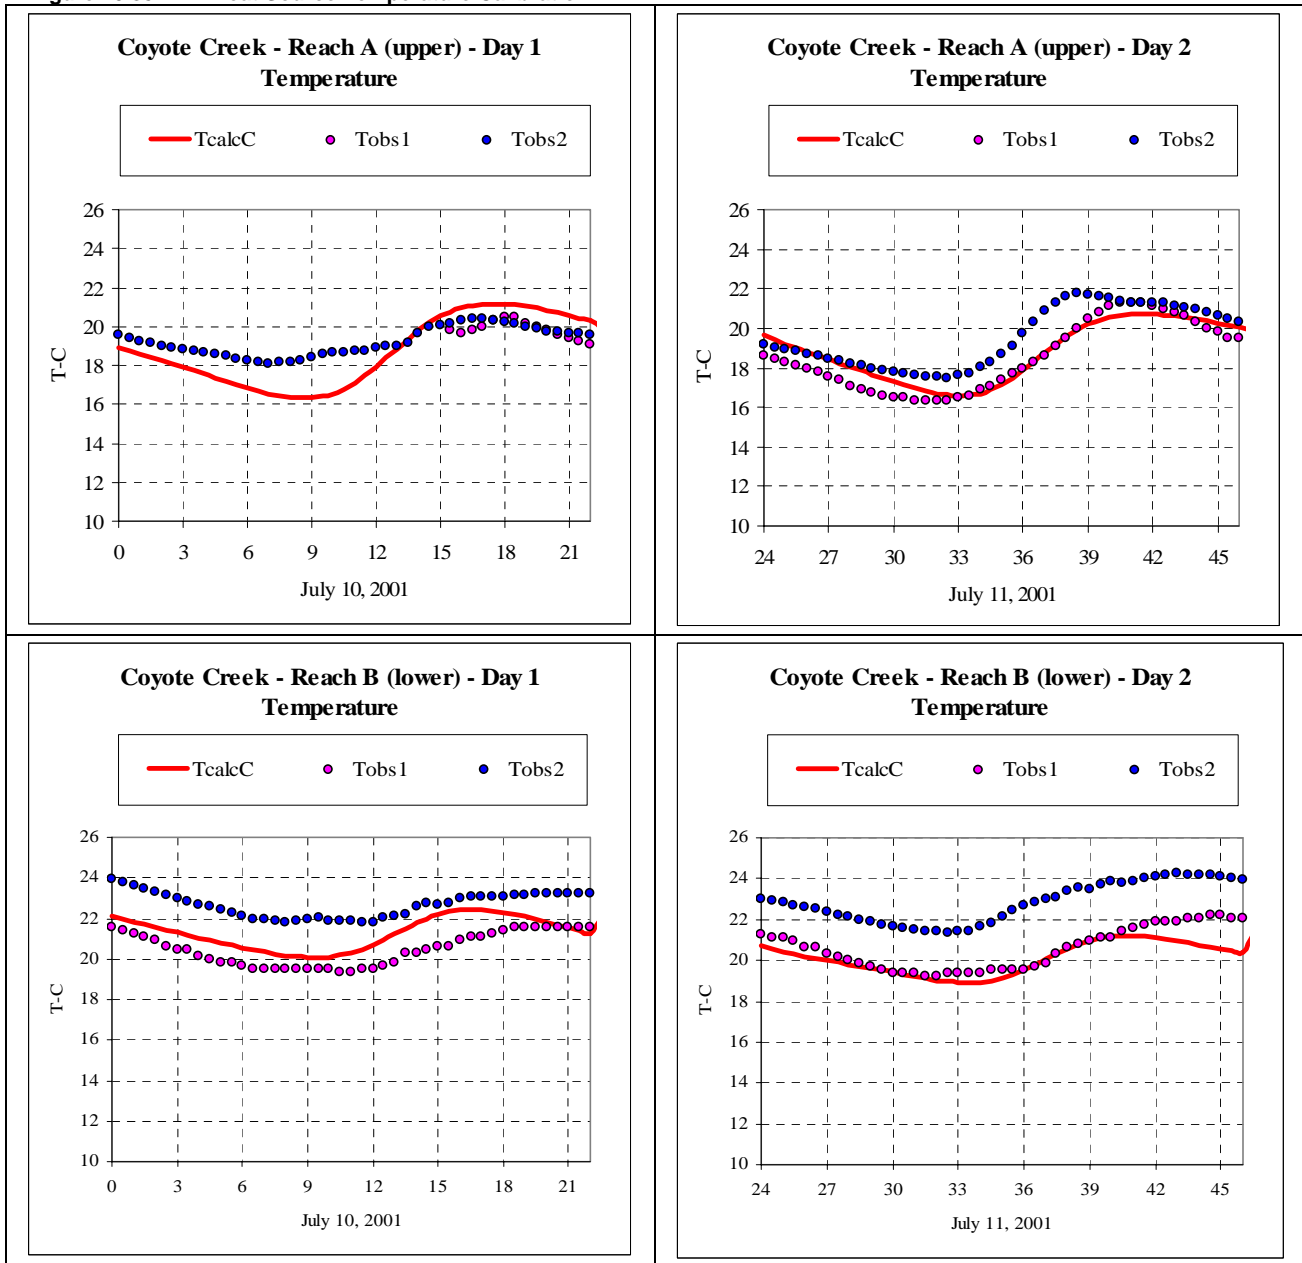 Coyote Creek - Reach A (upper) - Day 1
Temperature
TcalcC Tobs1 Tobs2
26
24
22
20
18
16
14
12
10
T-C
0 3 6 9 12 15 18 21
July 10, 2001
Coyote Creek - Reach A (upper) - Day 2
Temperature
TcalcC Tobs1 Tobs2
26
24
22
20
18
16
14
12
10
T-C
24 27 30 33 36 39 42 45
July 11, 2001
Coyote Creek - Reach B (lower) - Day 1
Temperature
TcalcC Tobs1 Tobs2
26
24
22
20
18
16
14
12
10
T-C
0 3 6 9 12 15 18 21
July 10, 2001
Coyote Creek - Reach B (lower) - Day 2
Temperature
TcalcC Tobs1 Tobs2
26
24
22
20
18
16
14
12
10
T-C
24 27 30 33 36 39 42 45
July 11, 2001